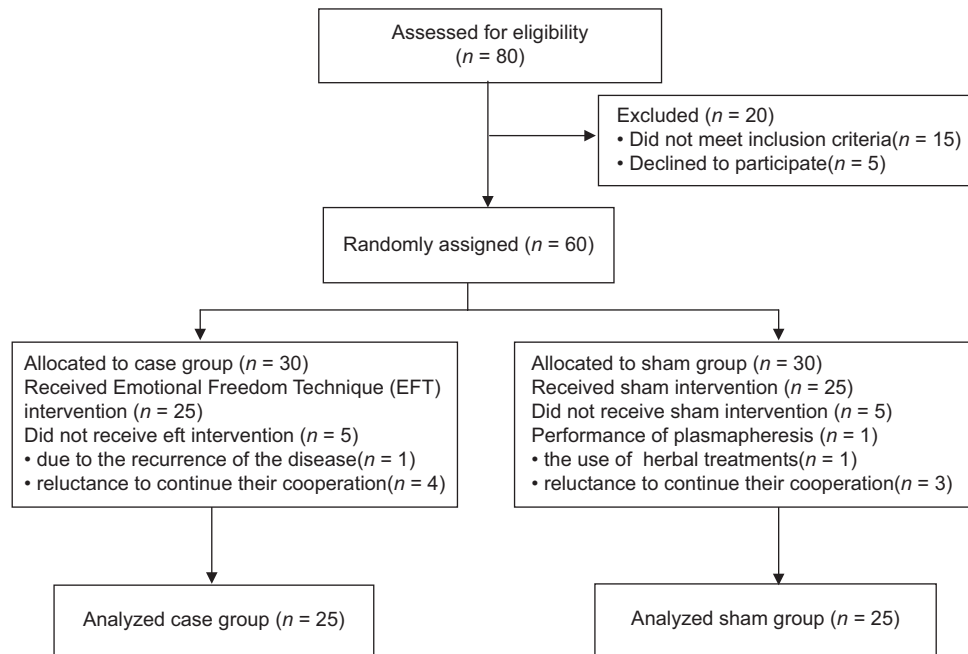 Assessed for eligibility
(n = 80)
Excluded (n = 20)
• Did not meet inclusion criteria(n = 15)
• Declined to participate(n = 5)
Randomly assigned (n = 60)
Allocated to case group (n = 30)
Received Emotional Freedom Technique (EFT)
intervention (n = 25)
Did not receive eft intervention (n = 5)
• due to the recurrence of the disease(n = 1)
• reluctance to continue their cooperation(n = 4)
Allocated to sham group (n = 30)
Received sham intervention (n = 25)
Did not receive sham intervention (n = 5)
Performance of plasmapheresis (n = 1)
• the use of herbal treatments(n = 1)
• reluctance to continue their cooperation(n = 3)
Analyzed case group (n = 25)
Analyzed sham group (n = 25)